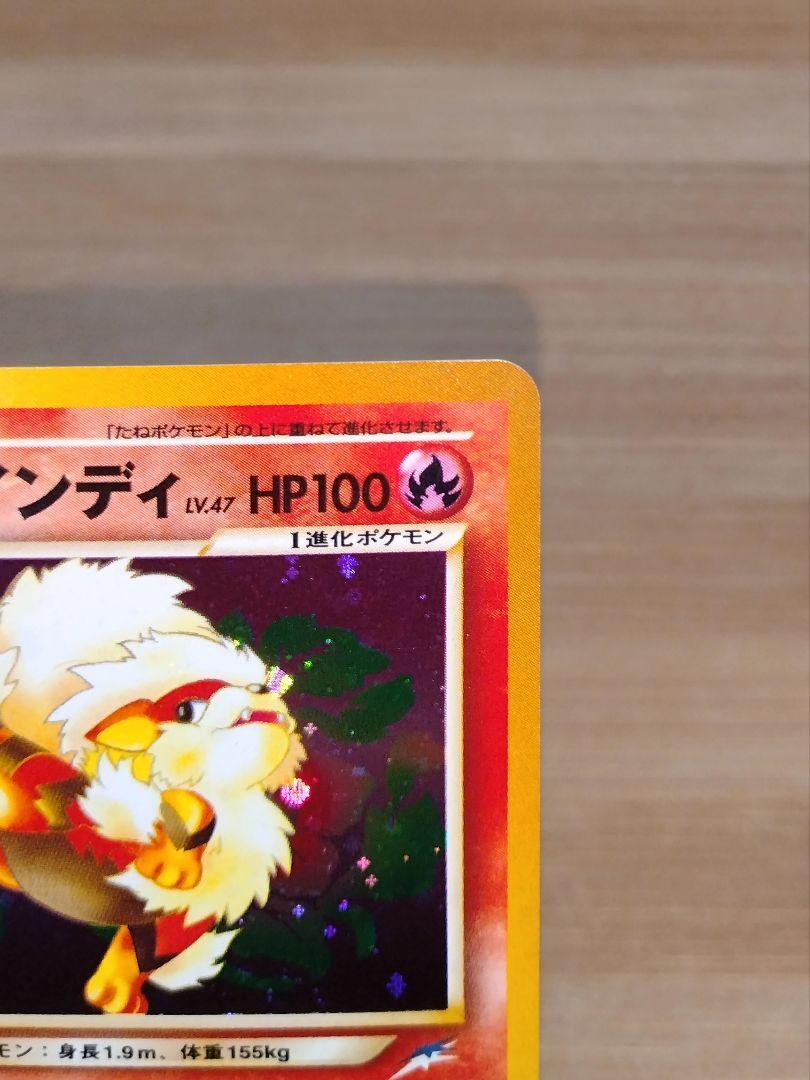 「たねポケモン」の上に重ねて進化させます。
インディ LV.47 HP100
1進化ポケモン
モン：身長1.9m、体重155kg